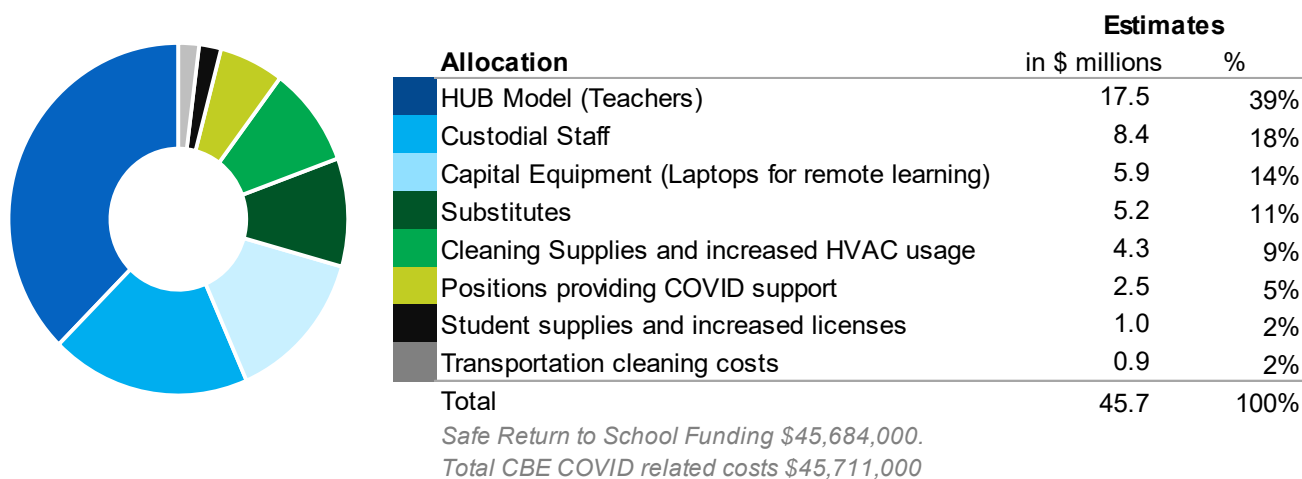 Estimates
Allocation in $ millions %
HUB Model (Teachers) 17.5 39%
Custodial Staff 8.4 18%
Capital Equipment (Laptops for remote learning) 5.9 14%
Substitutes 5.2 11%
Cleaning Supplies and increased HVAC usage 4.3 9%
Positions providing COVID support 2.5 5%
Student supplies and increased licenses 1.0 2%
Transportation cleaning costs 0.9 2%
Total 45.7 100%
Safe Return to School Funding $45,684,000.
Total CBE COVID related costs $45,711,000